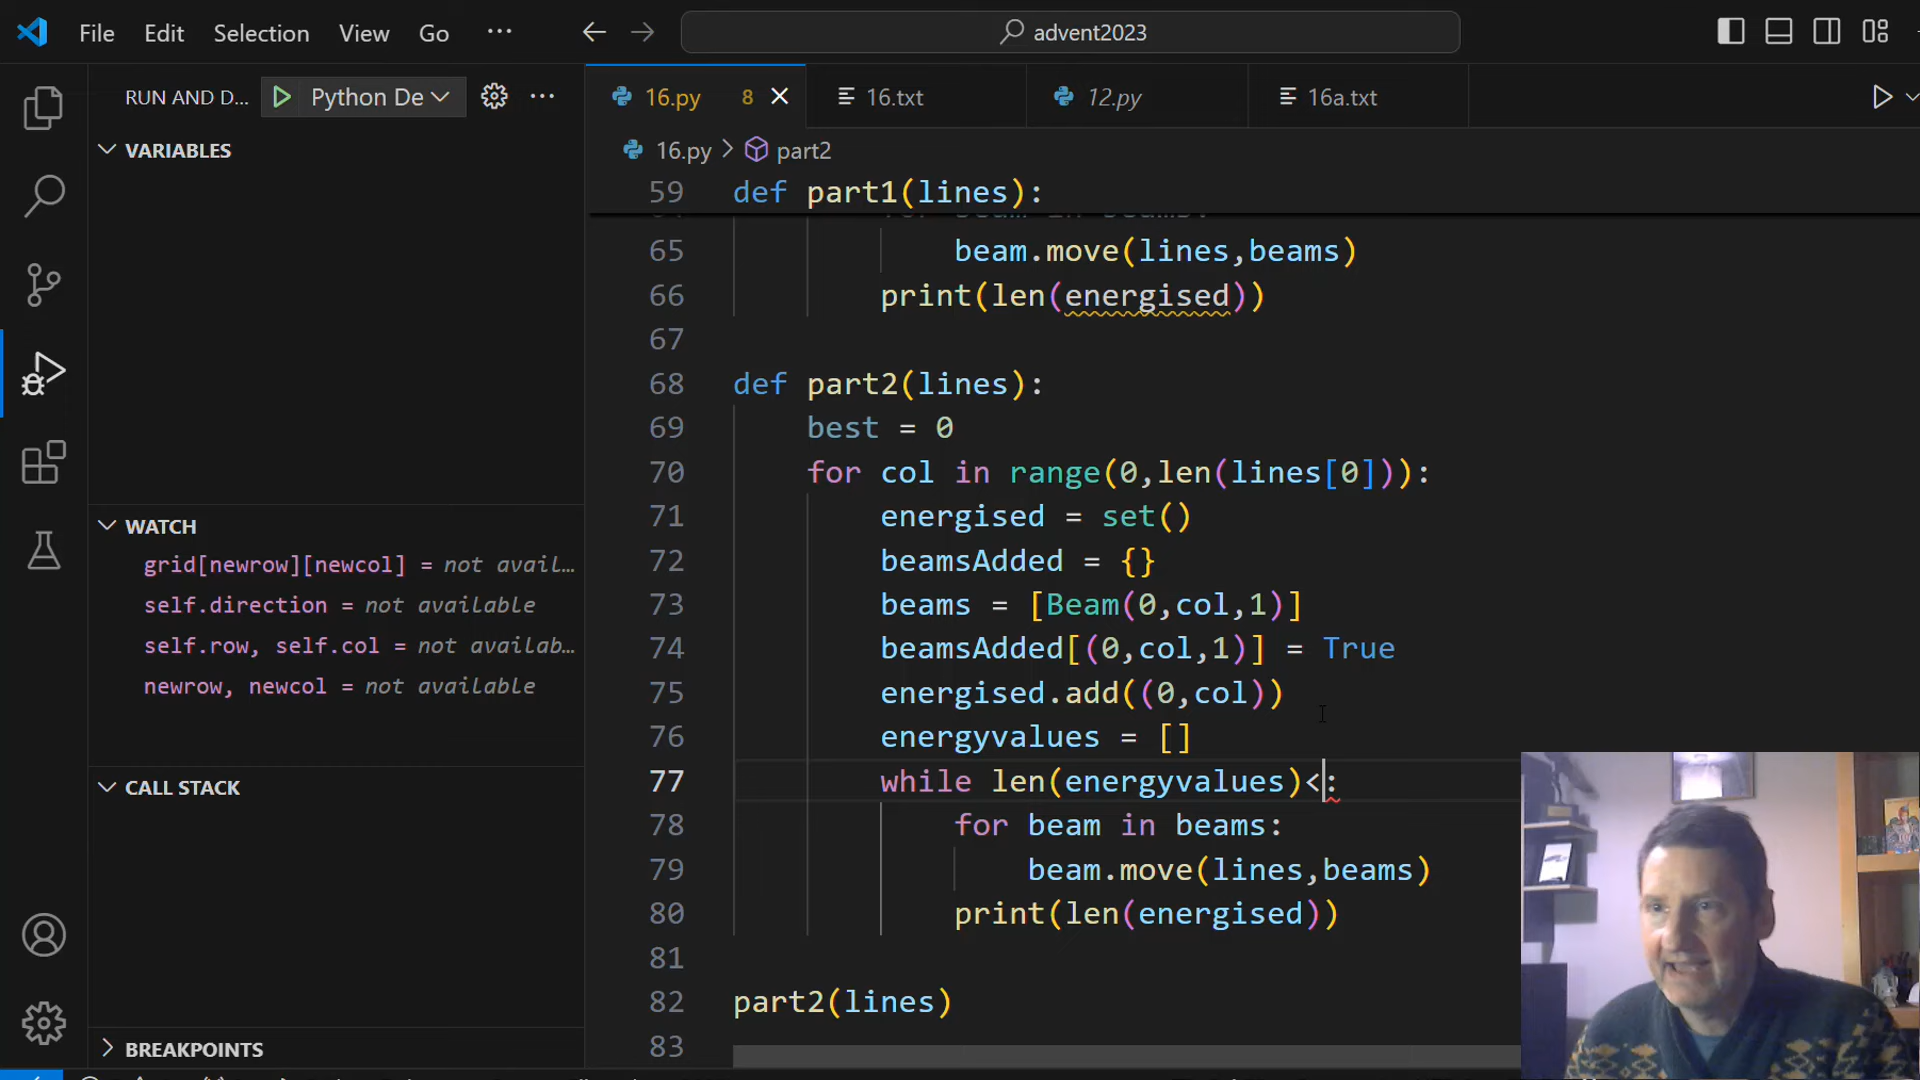 File Edit Selection View Go ... advent2023
RUN AND D... Python De ...
16.py 8 16.txt 12.py 16a.txt
16.py > part2
VARIABLES
WATCH
grid[newrow][newcol] = not avail...
self.direction = not available
self.row, self.col = not availab...
newrow, newcol = not available
CALL STACK
BREAKPOINTS
59 def part1(lines):
65 beam.move(lines,beams)
66 print(len(energised))
67
68 def part2(lines):
69 best = 0
70 for col in range(0,len(lines[0])):
71 energised = set()
72 beamsAdded = {}
73 beams = [Beam(0,col,1)]
74 beamsAdded[(0,col,1)] = True
75 energised.add((0,col))
76 energyvalues = []
77 while len(energyvalues)<:
78 for beam in beams:
79 beam.move(lines,beams)
80 print(len(energised))
81
82 part2(lines)
83